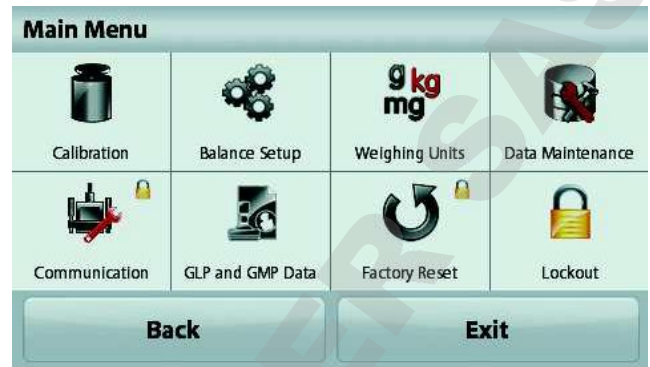 Main Menu
g kg
mg
Calibration Balance Setup Weighing Units Data Maintenance
Communication GLP and GMP Data Factory Reset Lockout
Back Exit